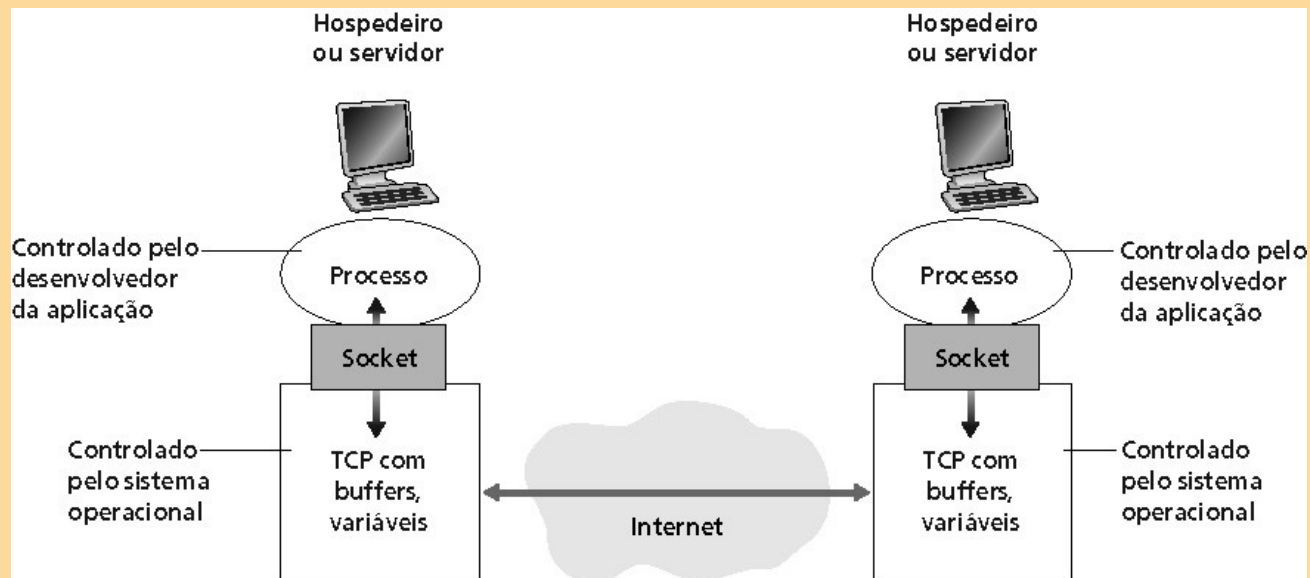 Hospedeiro
ou servidor
Hospedeiro
ou servidor
Controlado pelo
desenvolvedor
da aplicação
Processo
Processo
Controlado pelo
desenvolvedor
da aplicação
Socket
Socket
Controlado
pelo sistema
operacional
TCP com
buffers,
variáveis
Internet
TCP com
buffers,
variáveis
Controlado
pelo sistema
operacional